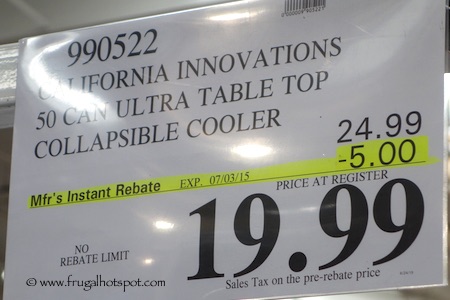 990522
CALIFORNIA INNOVATIONS
50 CAN ULTRA TABLE TOP
COLLAPSIBLE COOLER
24.99
Mfr's Instant Rebate EXP. 07/03/15 -5.00
PRICE AT REGISTER
19.99
NO
REBATE LIMIT
Sales Tax on the pre-rebate price
www.frugalhotspot.com